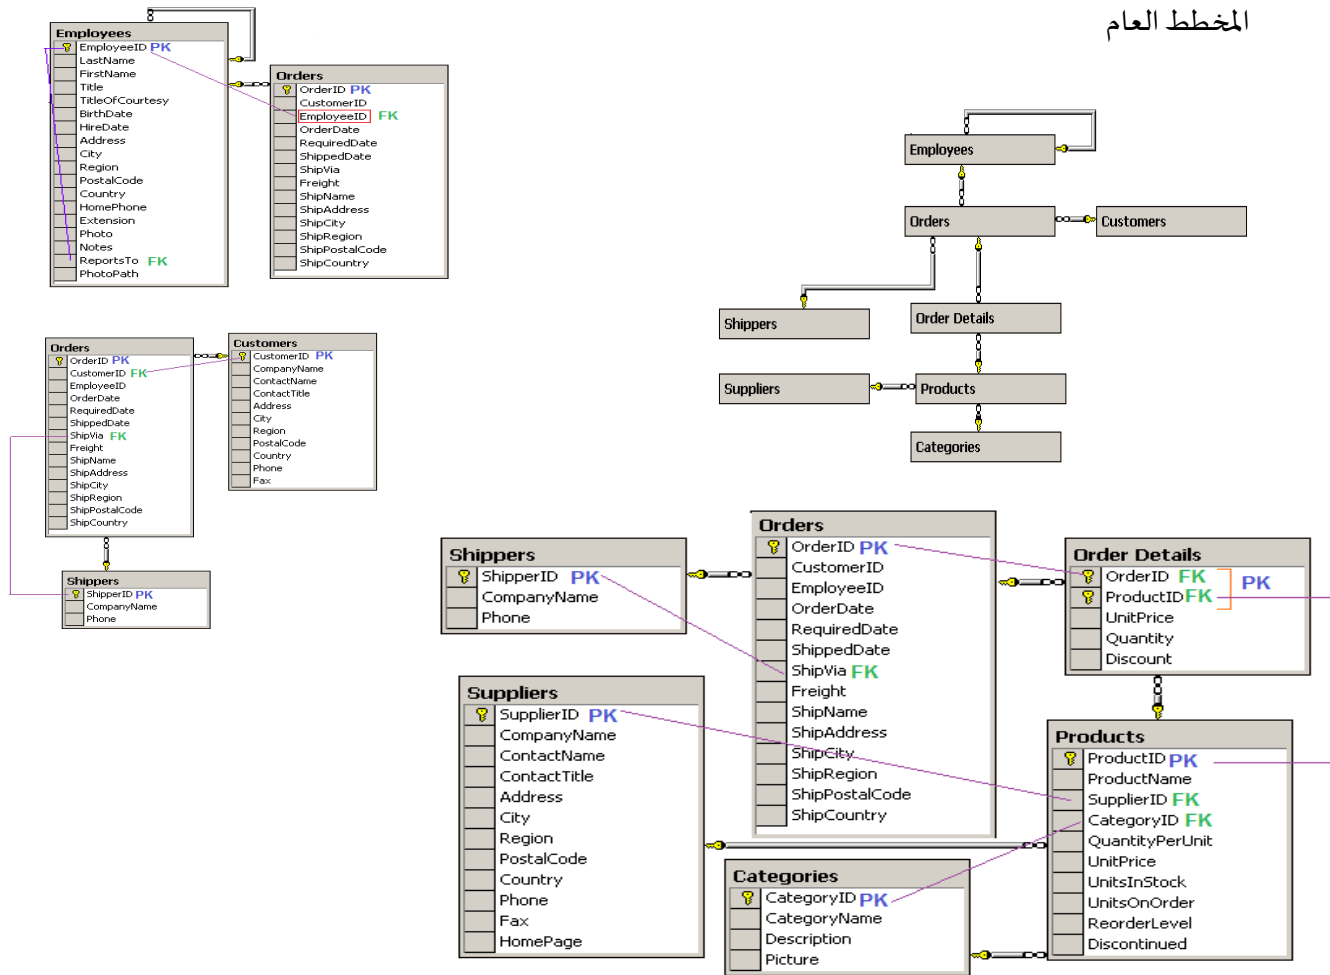 المخطط العام
Employees
EmployeeID PK
LastName
FirstName
Title
TitleOfCourtesy
BirthDate
HireDate
Address
City
Region
PostalCode
Country
HomePhone
Extension
Photo
Notes
ReportsTo FK
PhotoPath
Orders
OrderID PK
CustomerID
EmployeeID FK
OrderDate
RequiredDate
ShippedDate
ShipVia
Freight
ShipName
ShipAddress
ShipCity
ShipRegion
ShipPostalCode
ShipCountry
Employees
Orders
Customers
Shippers
Order Details
Suppliers
Products
Categories
Orders
OrderID PK
CustomerID FK
EmployeeID
OrderDate
RequiredDate
ShippedDate
ShipVia FK
Freight
ShipName
ShipAddress
ShipCity
ShipRegion
ShipPostalCode
ShipCountry
Customers
CustomerID PK
CompanyName
ContactName
ContactTitle
Address
City
Region
PostalCode
Country
Phone
Fax
Shippers
ShipperID PK
CompanyName
Phone
Shippers
ShipperID PK
CompanyName
Phone
Orders
OrderID PK
CustomerID
EmployeeID
OrderDate
RequiredDate
ShippedDate
ShipVia FK
Freight
ShipName
ShipAddress
ShipCity
ShipRegion
ShipPostalCode
ShipCountry
Order Details
OrderID FK
PK
ProductID FK
UnitPrice
Quantity
Discount
Suppliers
SupplierID PK
CompanyName
ContactName
ContactTitle
Address
City
Region
PostalCode
Country
Phone
Fax
HomePage
Products
ProductID PK
ProductName
SupplierID FK
CategoryID FK
QuantityPerUnit
UnitPrice
UnitsInStock
UnitsOnOrder
ReorderLevel
Discontinued
Categories
CategoryID PK
CategoryName
Description
Picture